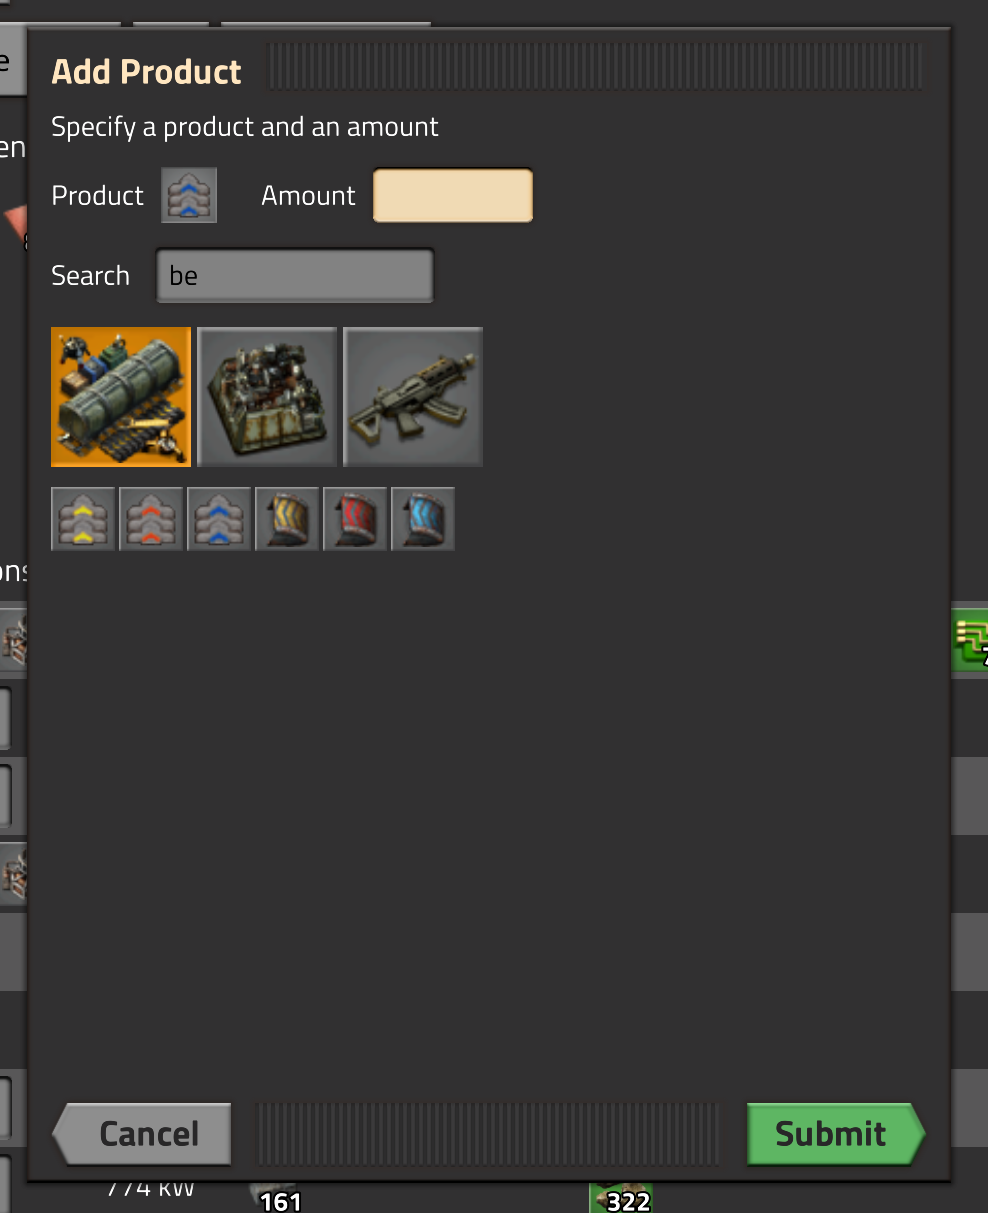 Add Product
Specify a product and an amount
Product Amount
Search be
Cancel Submit
774 kW 161 322